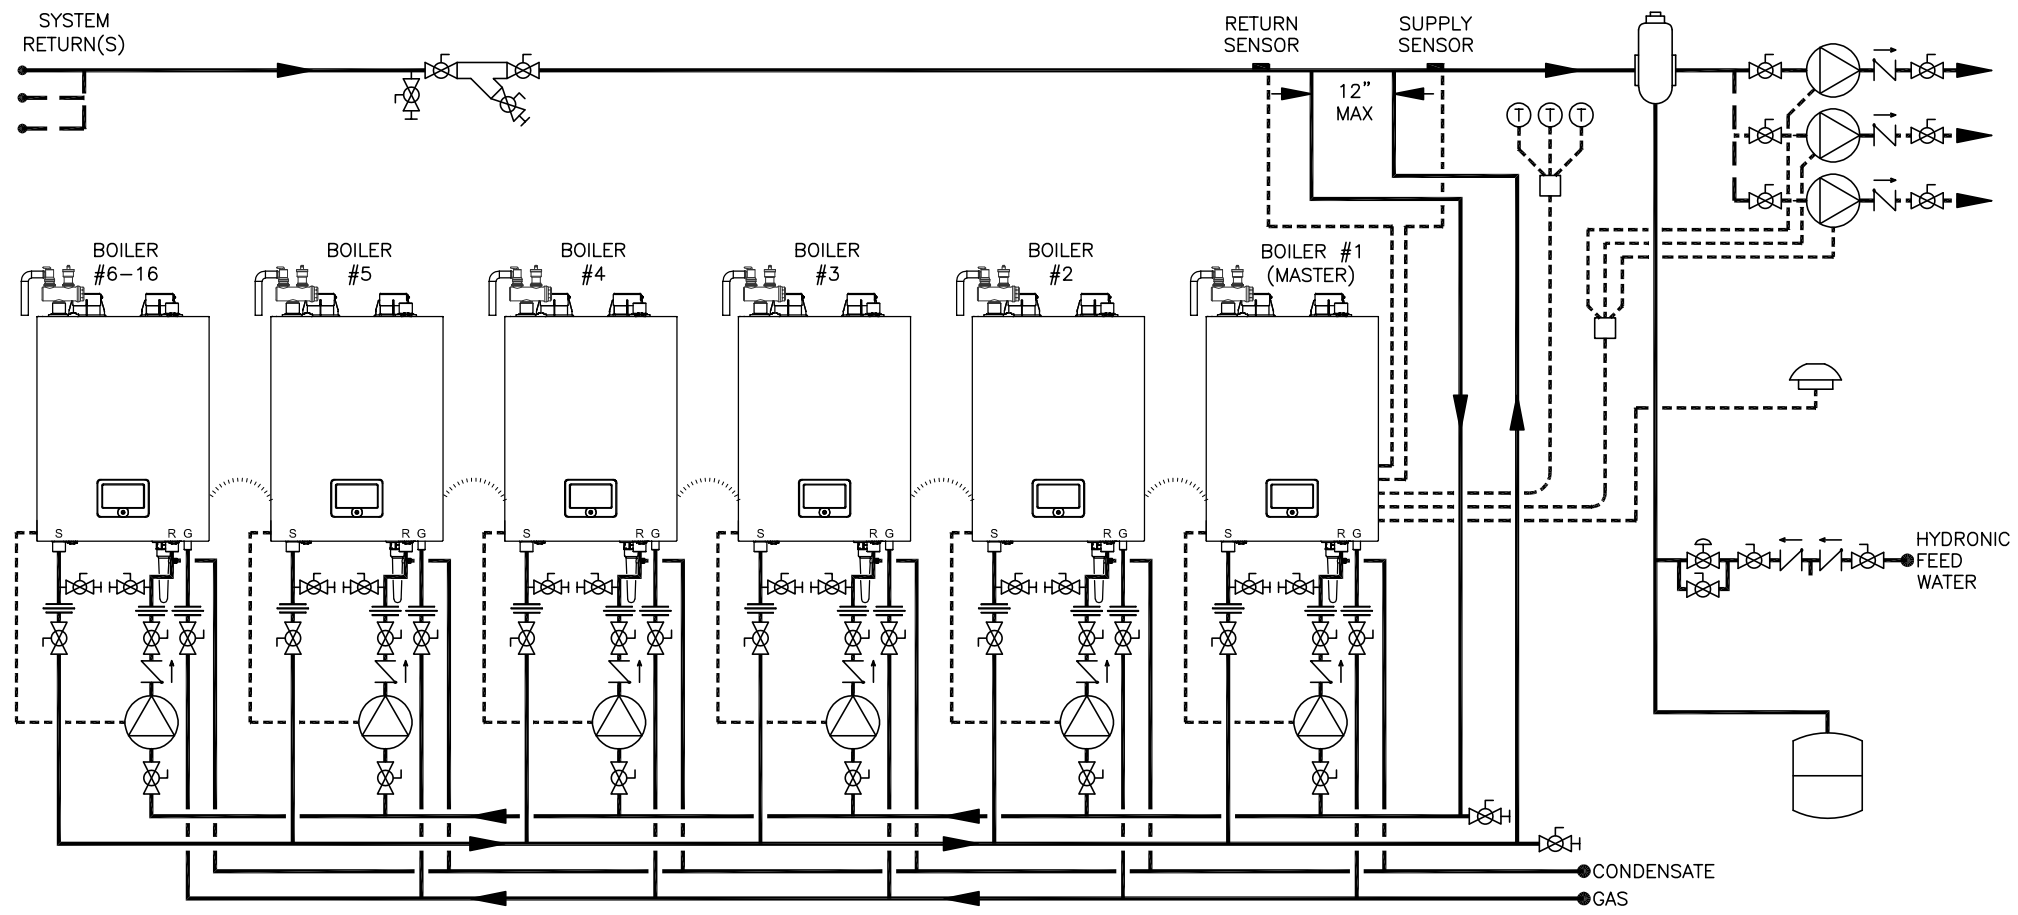 SYSTEM
RETURN(S)
RETURN
SENSOR
SUPPLY
SENSOR
12"
MAX
T T T
BOILER
#6-16
BOILER
#5
BOILER
#4
BOILER
#3
BOILER
#2
BOILER #1
(MASTER)
S R G
S R G
S R G
S R G
S R G
S R G
HYDRONIC
FEED
WATER
CONDENSATE
GAS